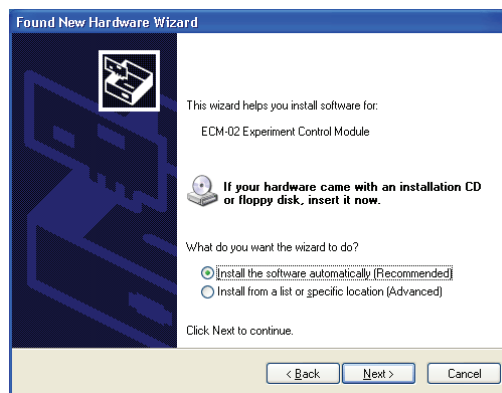 Found New Hardware Wizard
This wizard helps you install software for:
ECM-02 Experiment Control Module
If your hardware came with an installation CD
or floppy disk, insert it now.
What do you want the wizard to do?
Install the software automatically (Recommended)
Install from a list or specific location (Advanced)
Click Next to continue.
< Back
Next >
Cancel